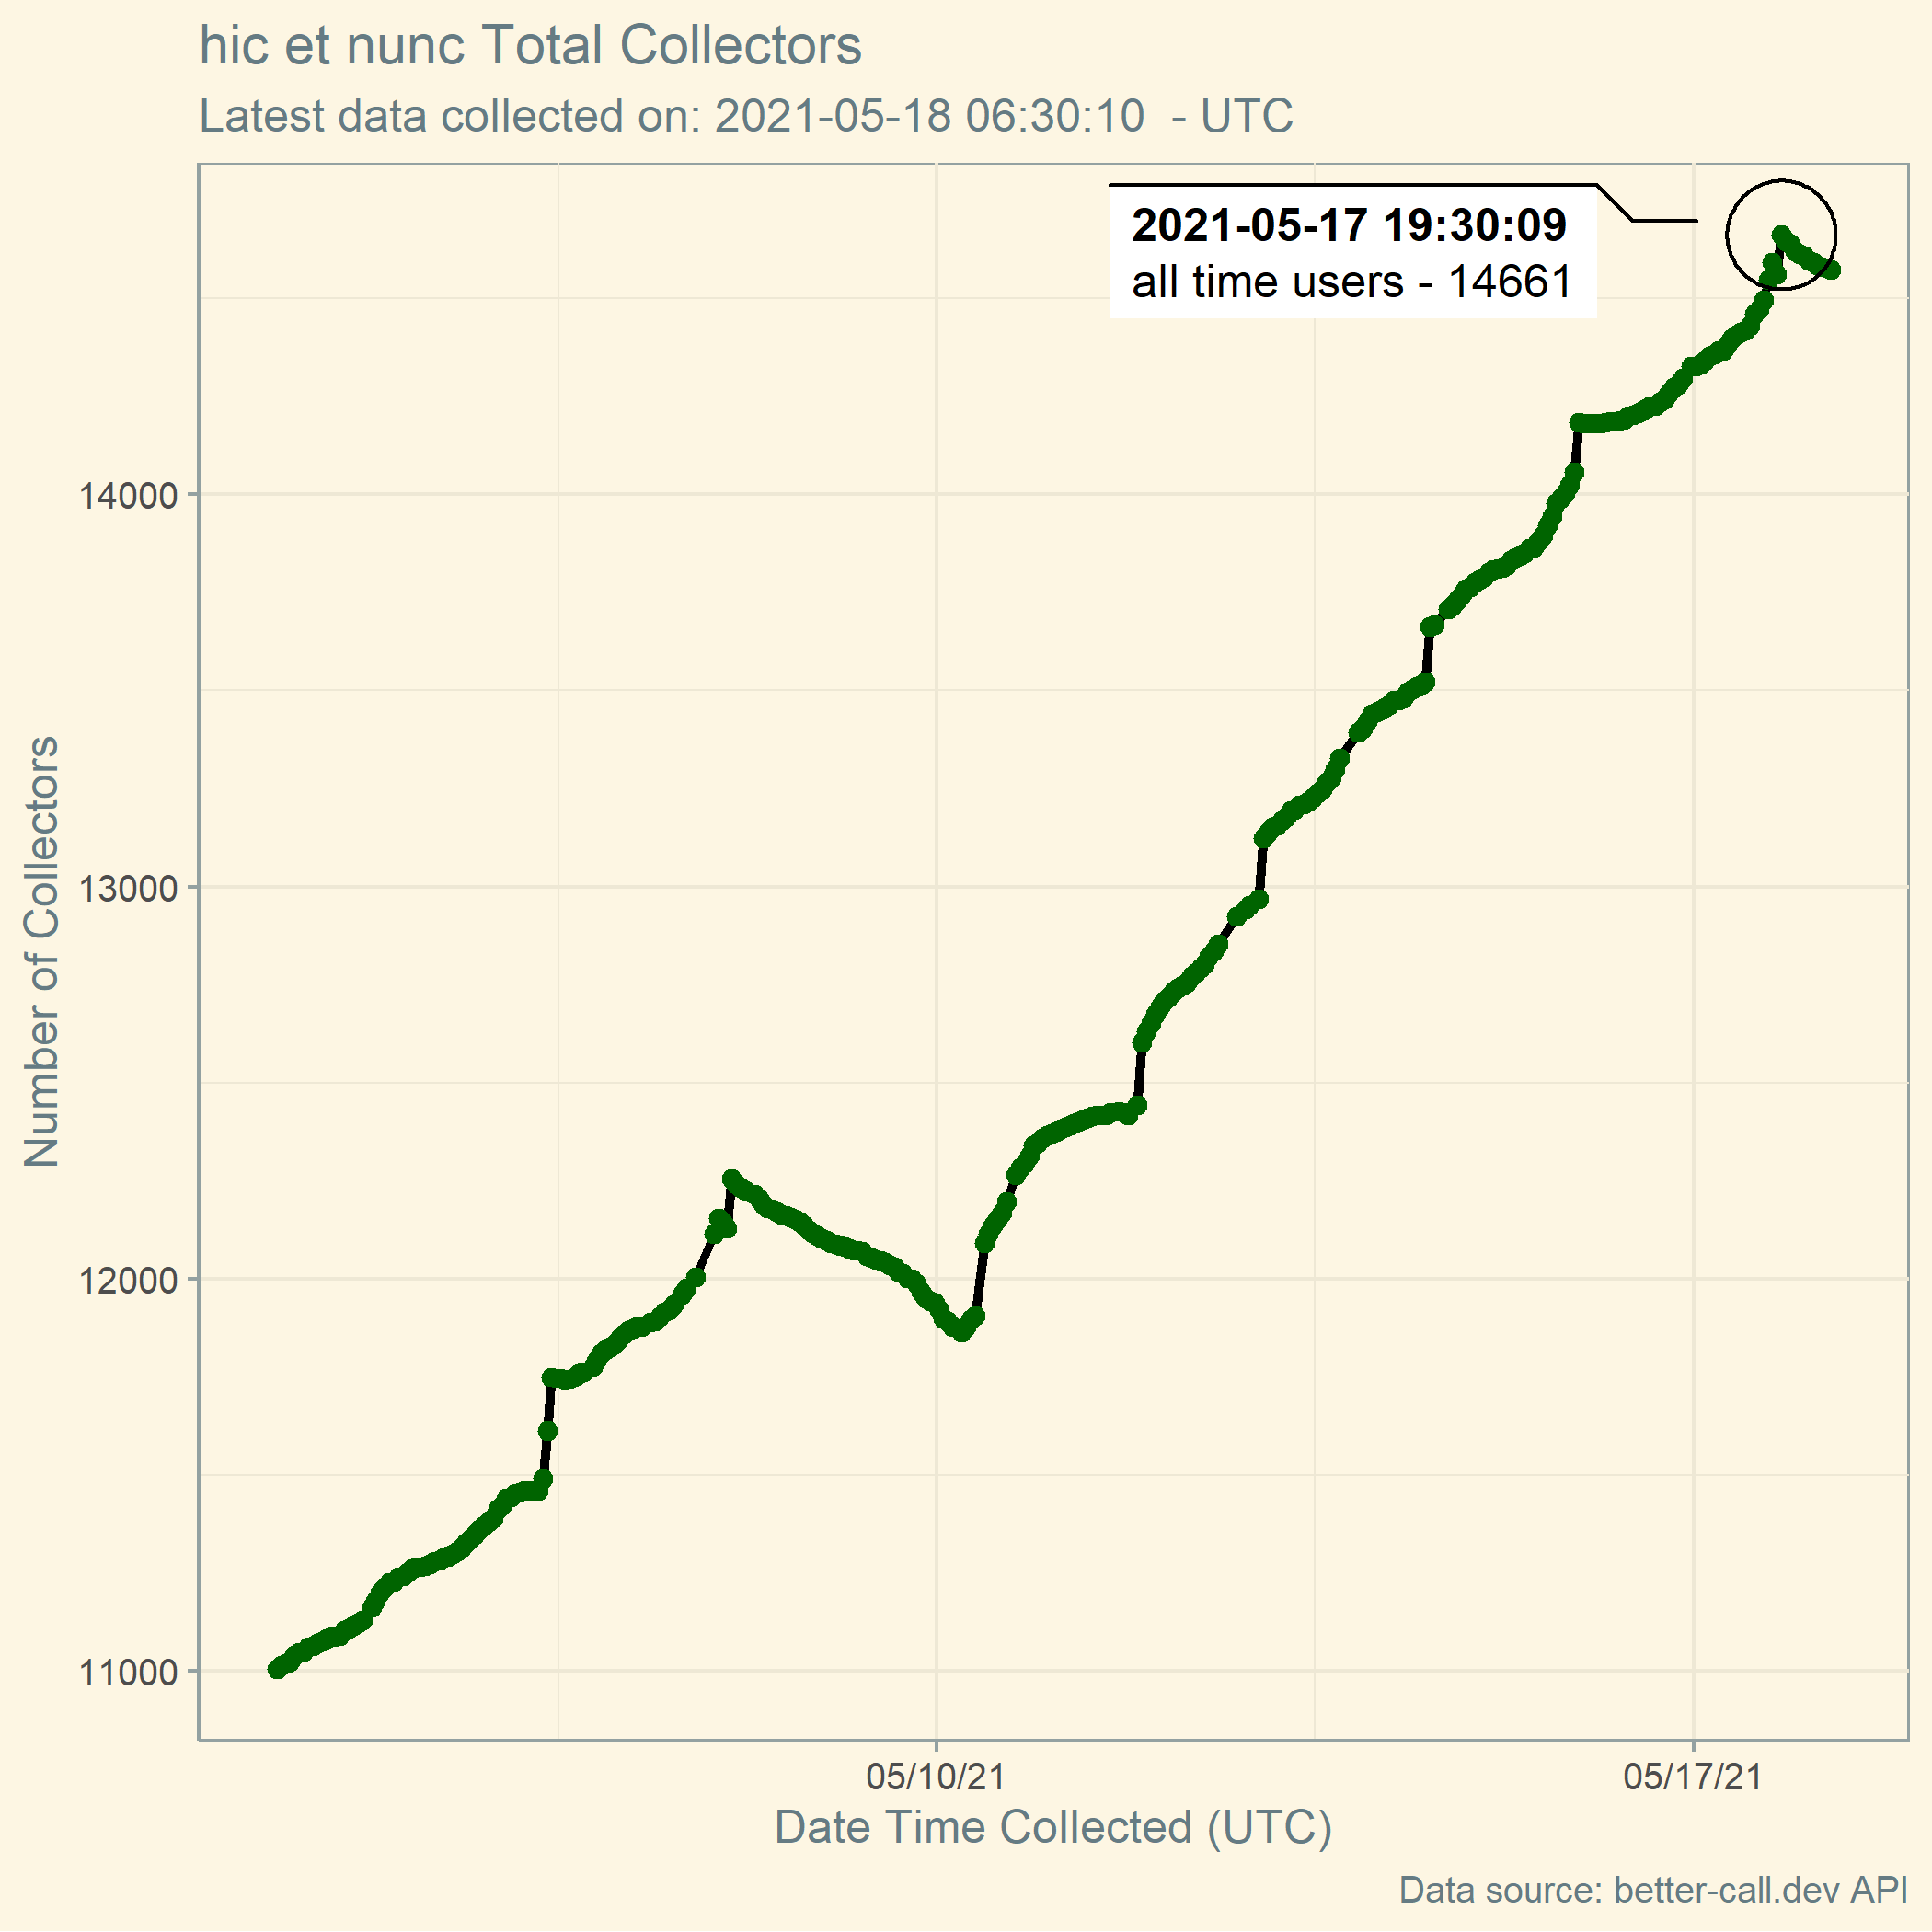 hic et nunc Total Collectors
Latest data collected on: 2021-05-18 06:30:10  - UTC
2021-05-17 19:30:09
all time users - 14661
Number of Collectors
14000
13000
12000
11000
05/10/21
05/17/21
Date Time Collected (UTC)
Data source: better-call.dev API